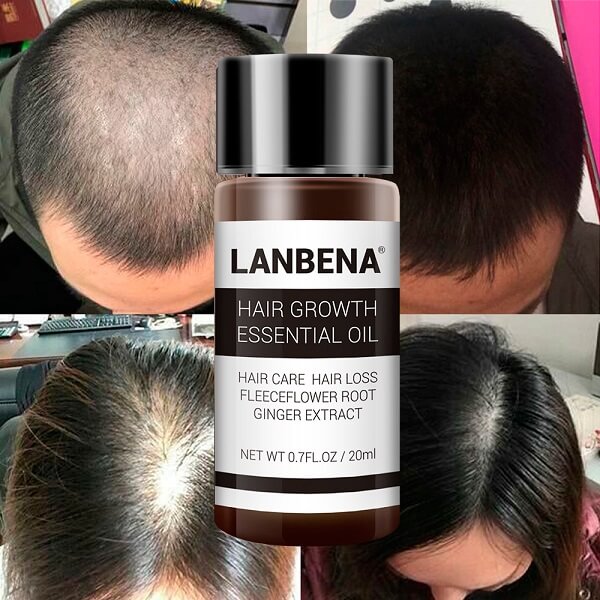 LANBENA®
HAIR GROWTH
ESSENTIAL OIL
HAIR CARE HAIR LOSS
FLEECEFLOWER ROOT
GINGER EXTRACT
NET WT 0.7FL.OZ / 20ml